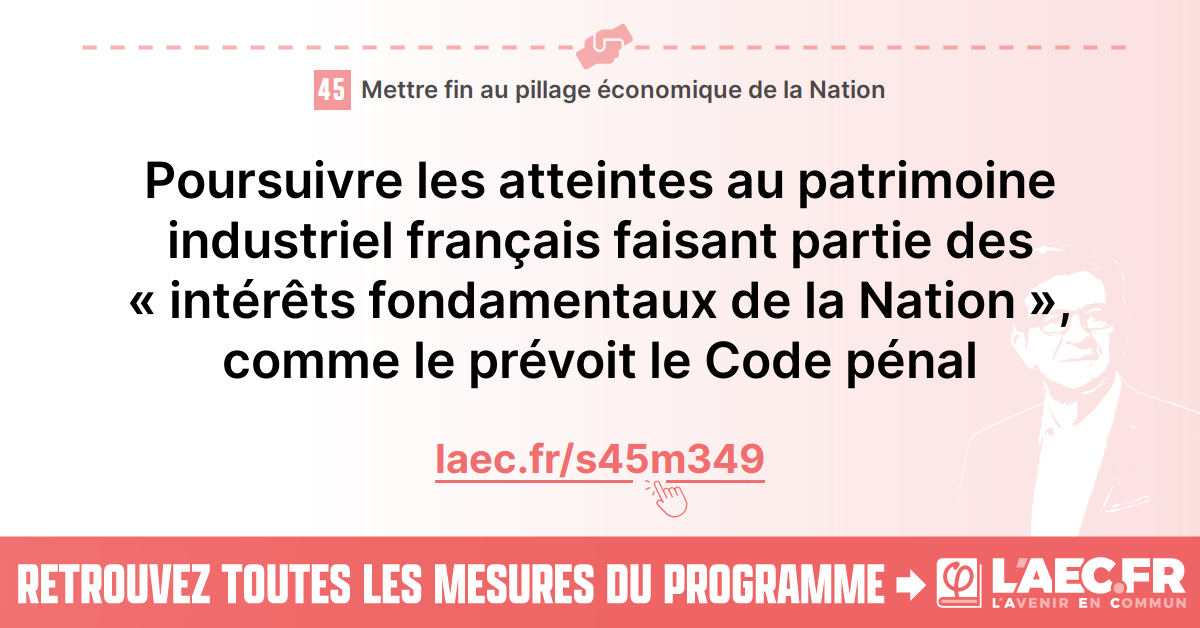 45 Mettre fin au pillage économique de la Nation
Poursuivre les atteintes au patrimoine
industriel français faisant partie des
« intérêts fondamentaux de la Nation »,
comme le prévoit le Code pénal
laec.fr/s45m349
RETROUVEZ TOUTES LES MESURES DU PROGRAMME
φ L'AEC.FR
L'AVENIR EN COMMUN